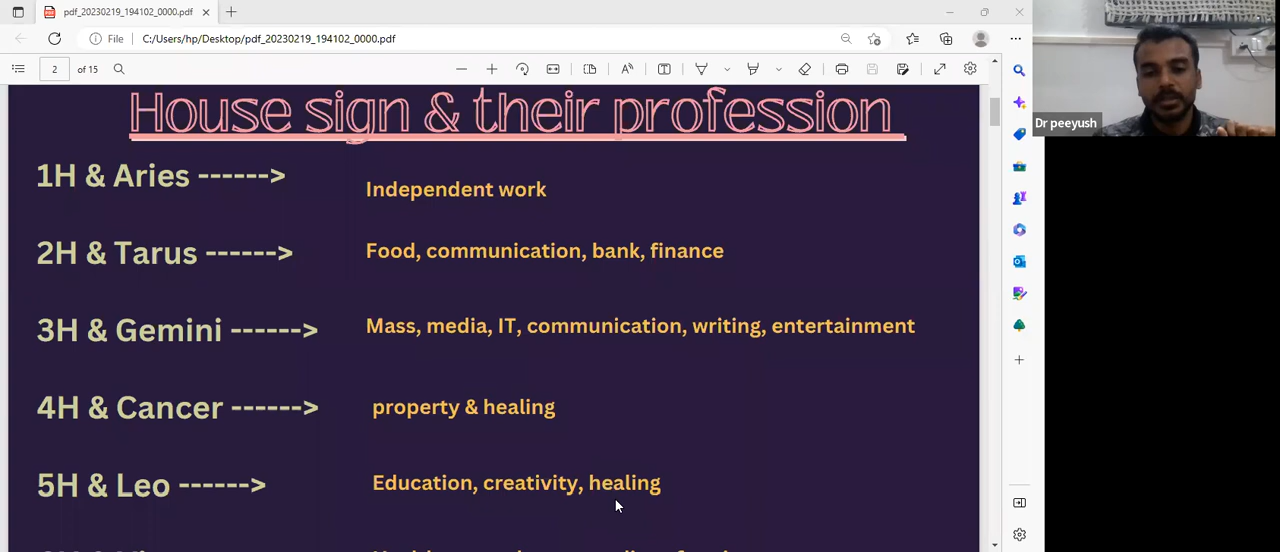 pdf_20230219_194102_0000.pdf
File C:/Users/hp/Desktop/pdf_20230219_194102_0000.pdf
2 of 15
House sign & their profession
Dr peeyush
1H & Aries ------> Independent work
2H & Tarus ------> Food, communication, bank, finance
3H & Gemini ------> Mass, media, IT, communication, writing, entertainment
4H & Cancer ------> property & healing
5H & Leo ------> Education, creativity, healing